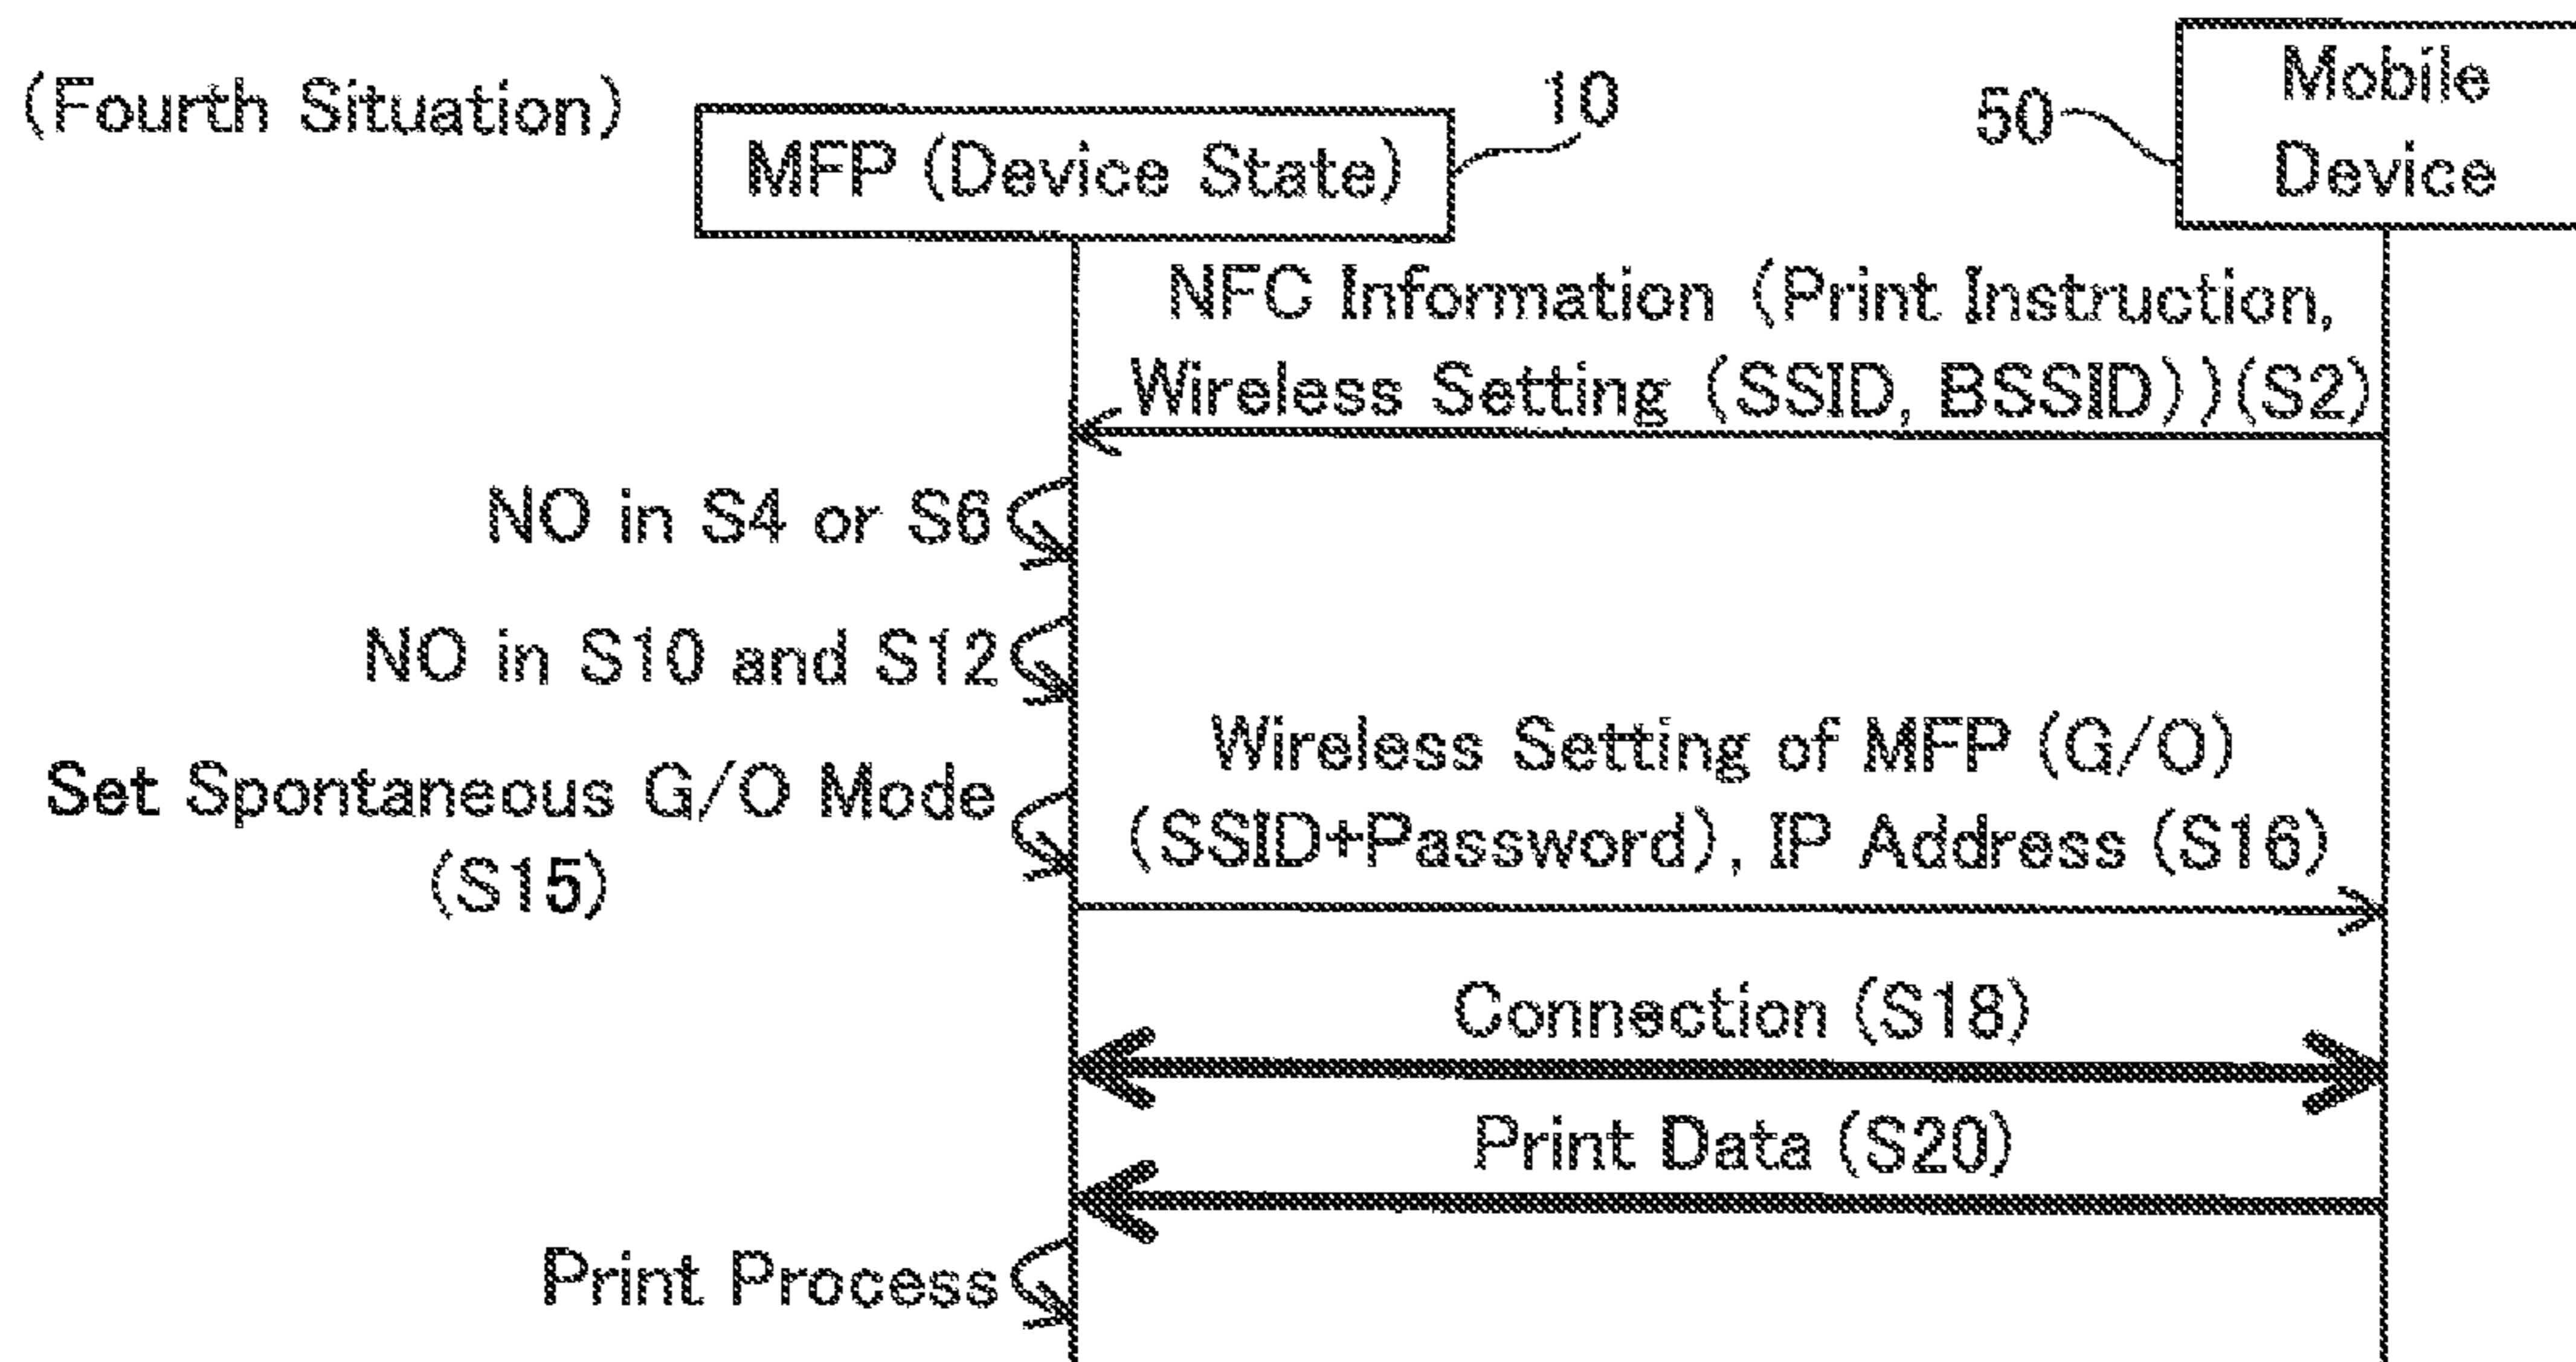 (Fourth Situation)
MFP (Device State)
10
50
Mobile
Device
NFC Information (Print Instruction,
Wireless Setting (SSID, BSSID))(S2)
NO in S4 or S6
NO in S10 and S12
Set Spontaneous G/O Mode
(S15)
Wireless Setting of MFP (G/O)
(SSID+Password), IP Address (S16)
Connection (S18)
Print Data (S20)
Print Process